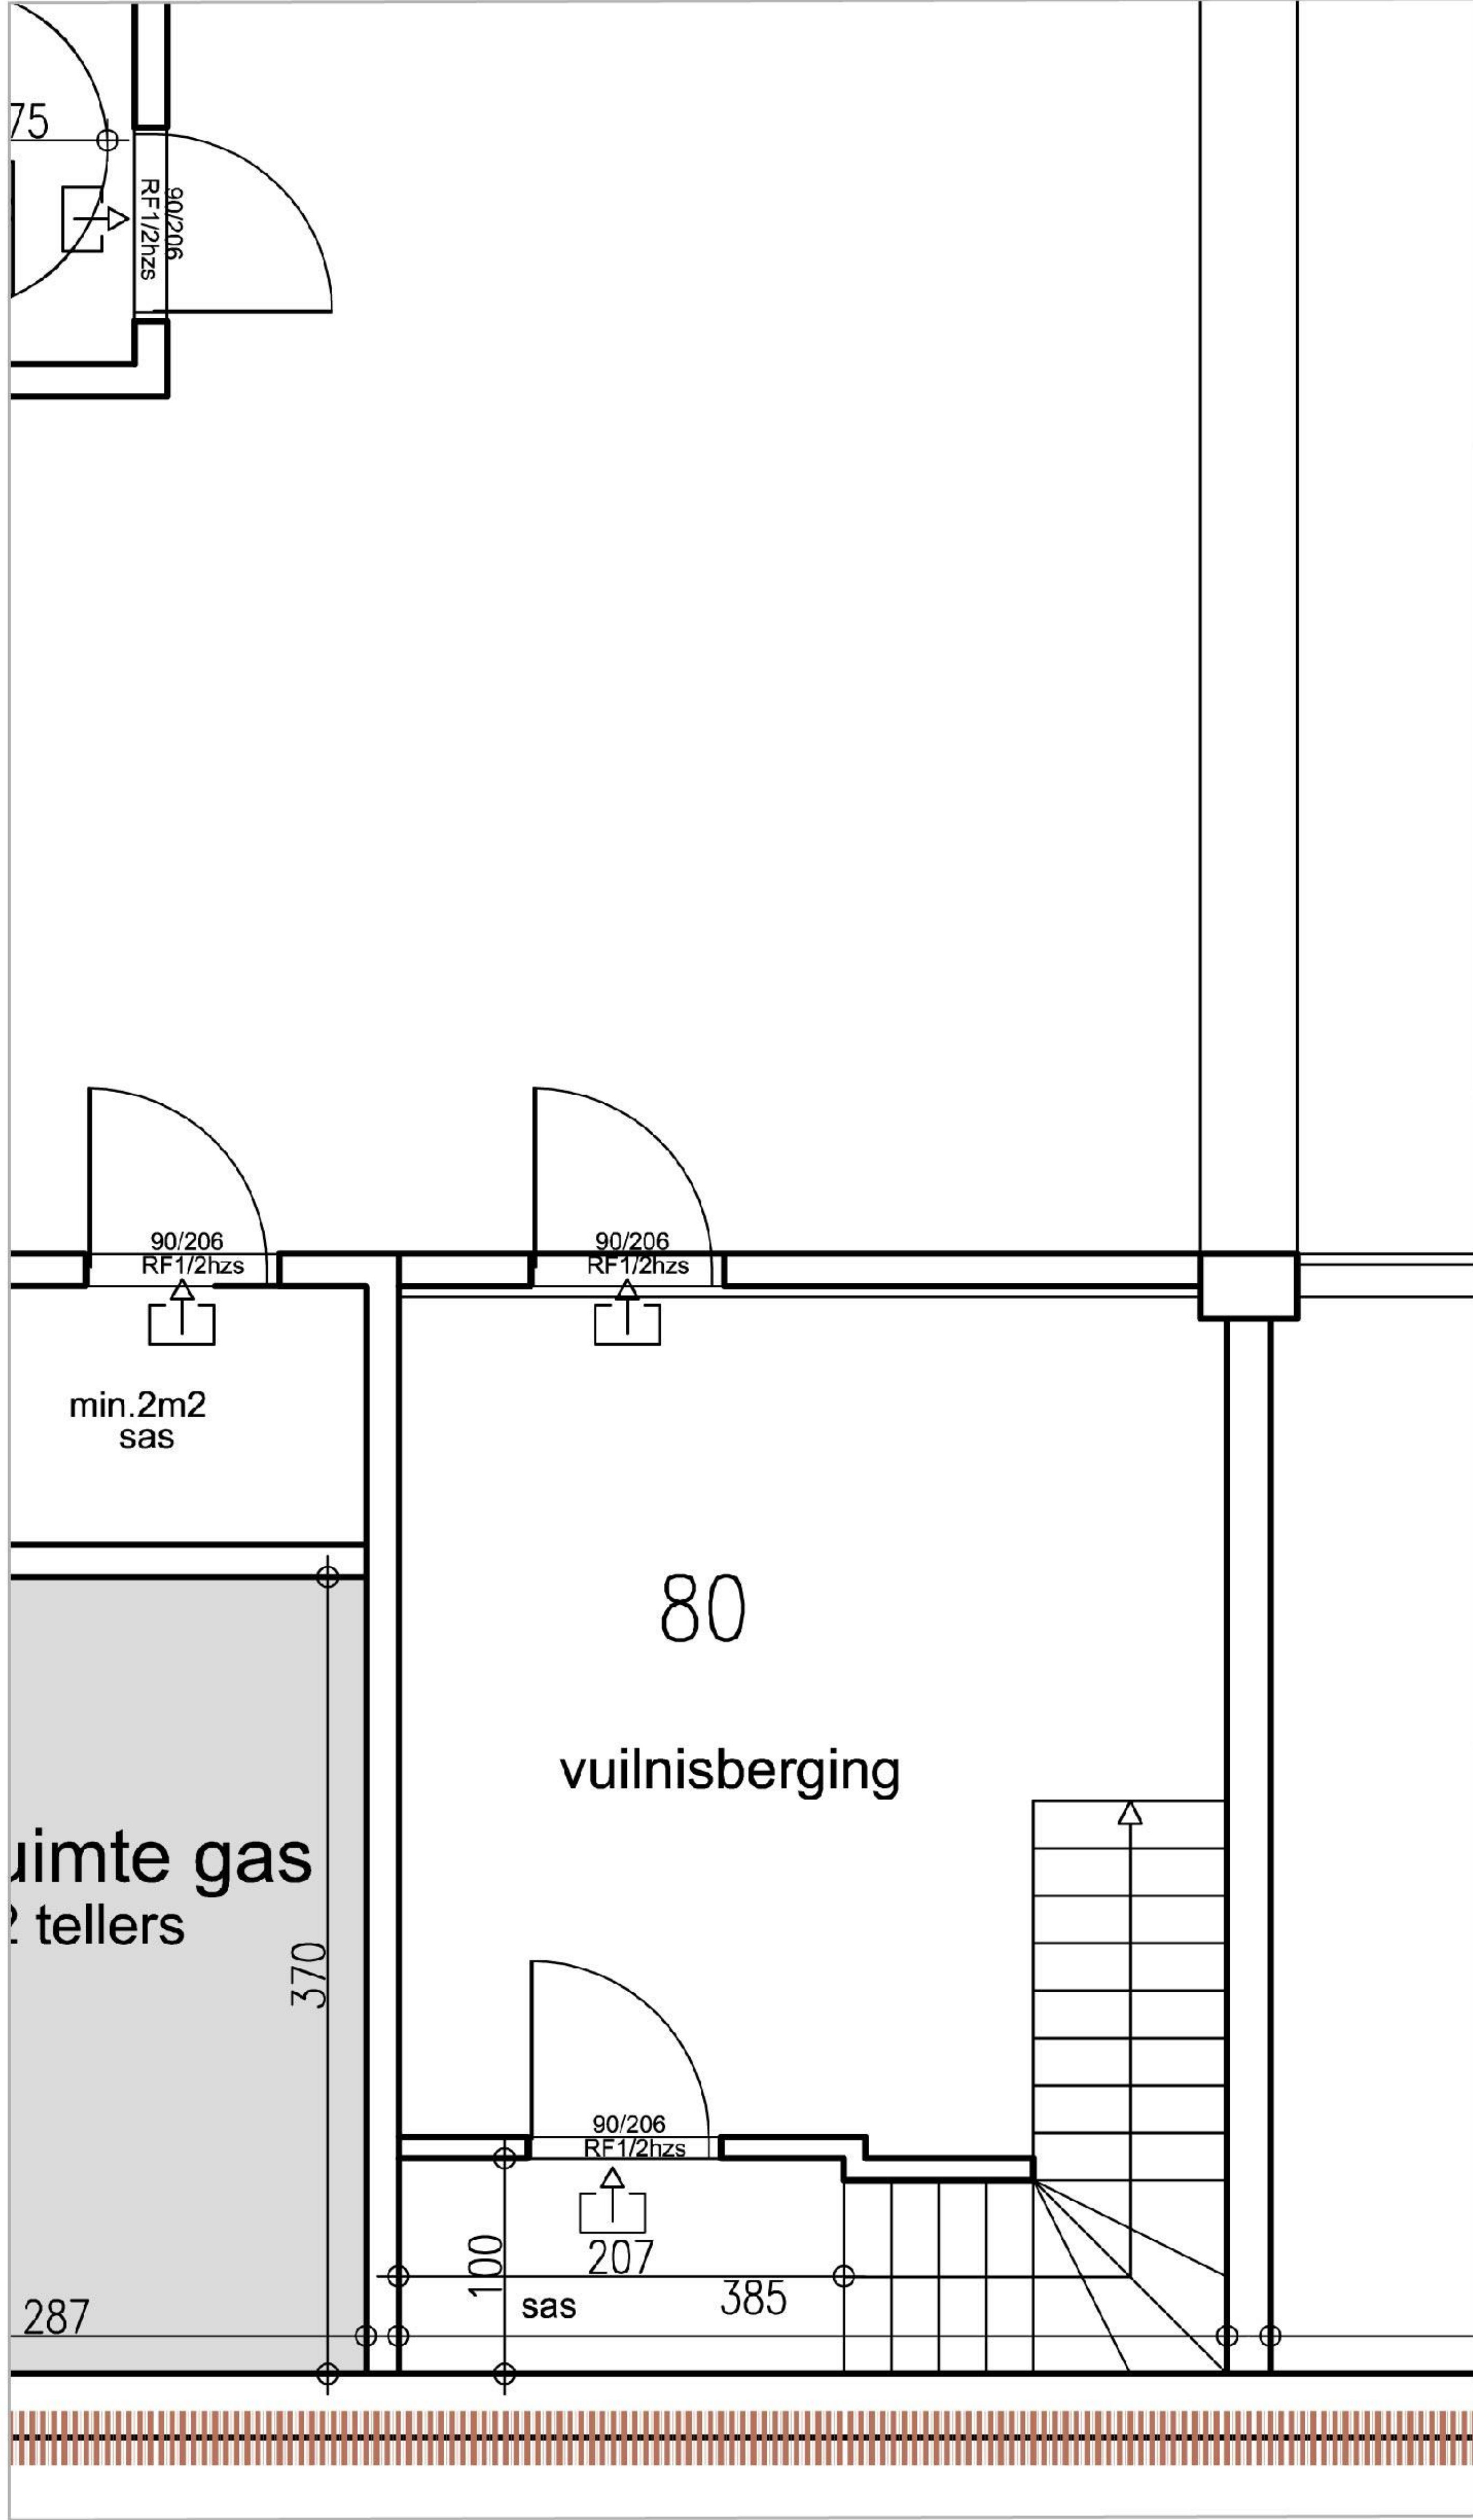 75
90/206
RF1/2hzs
90/206
RF1/2hzs
90/206
RF1/2hzs
min.2m2
sas
80
vuilnisberging
uimte gas
2 tellers
370
90/206
RF1/2hzs
207
100
385
sas
287